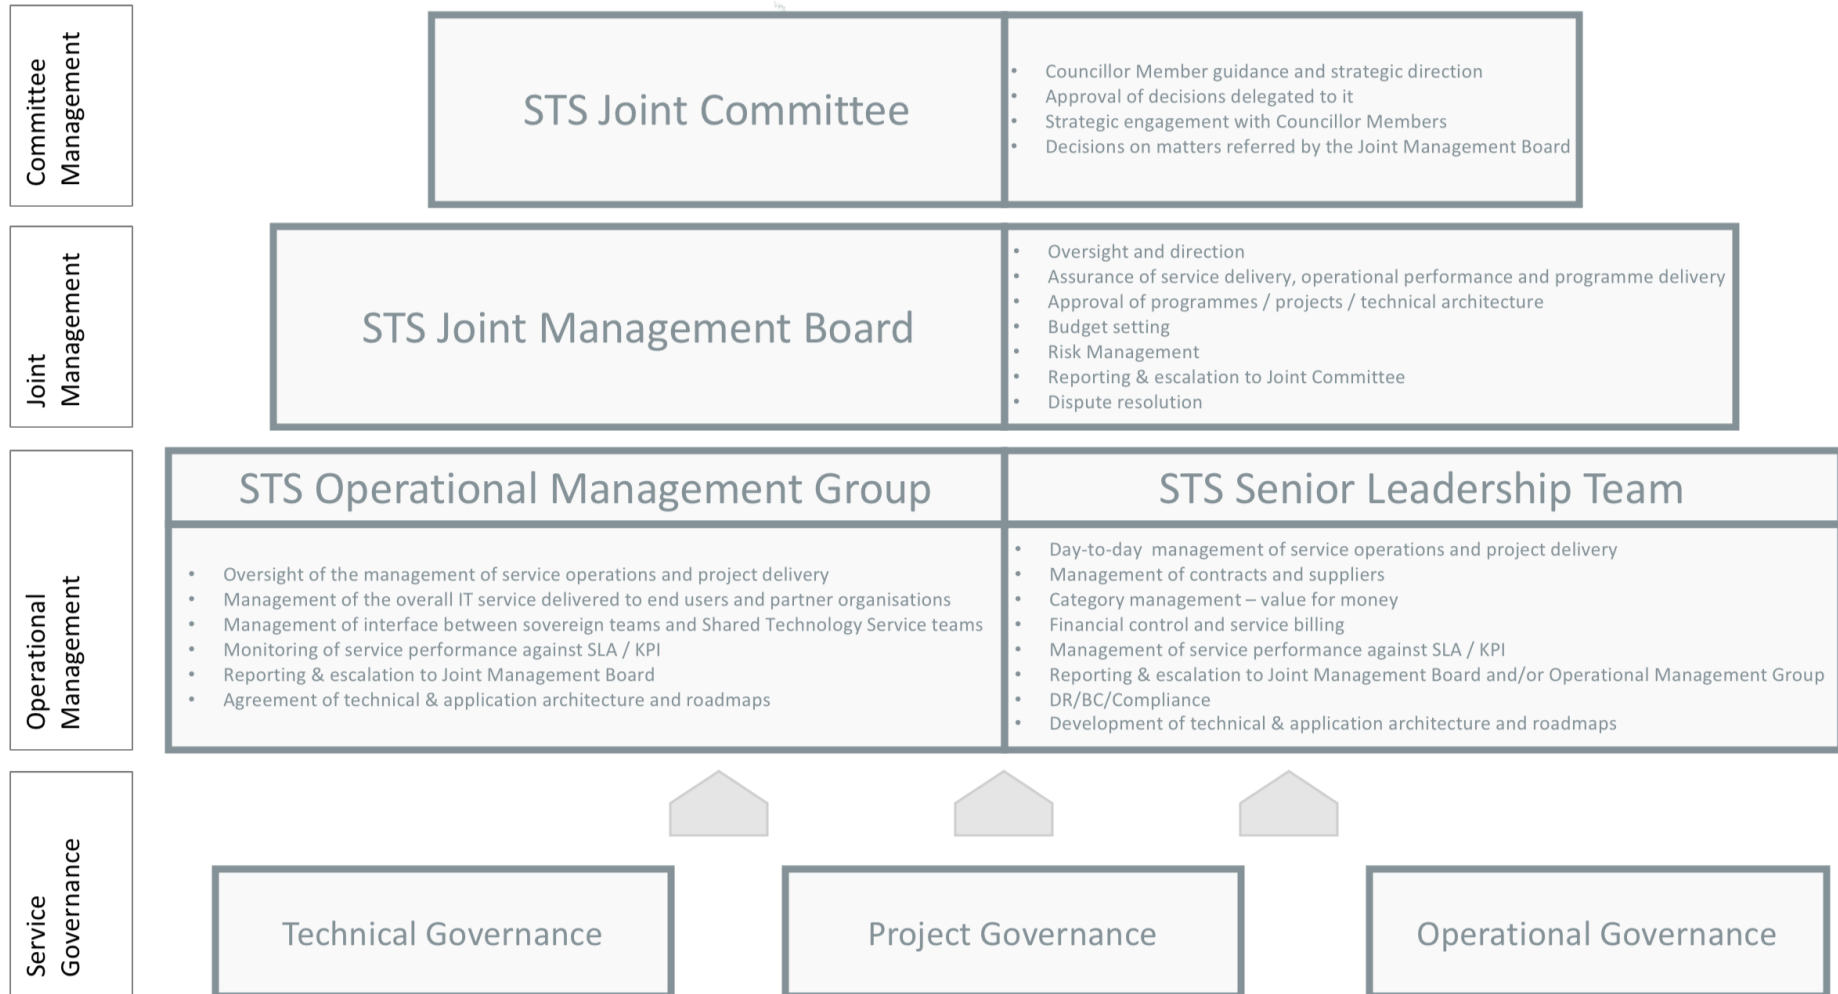 Committee
Management
STS Joint Committee
• Councillor Member guidance and strategic direction
• Approval of decisions delegated to it
• Strategic engagement with Councillor Members
• Decisions on matters referred by the Joint Management Board
Joint
Management
STS Joint Management Board
• Oversight and direction
• Assurance of service delivery, operational performance and programme delivery
• Approval of programmes / projects / technical architecture
• Budget setting
• Risk Management
• Reporting & escalation to Joint Committee
• Dispute resolution
Operational
Management
STS Operational Management Group
• Oversight of the management of service operations and project delivery
• Management of the overall IT service delivered to end users and partner organisations
• Management of interface between sovereign teams and Shared Technology Service teams
• Monitoring of service performance against SLA / KPI
• Reporting & escalation to Joint Management Board
• Agreement of technical & application architecture and roadmaps
STS Senior Leadership Team
• Day-to-day management of service operations and project delivery
• Management of contracts and suppliers
• Category management – value for money
• Financial control and service billing
• Management of service performance against SLA / KPI
• Reporting & escalation to Joint Management Board and/or Operational Management Group
• DR/BC/Compliance
• Development of technical & application architecture and roadmaps
Service
Governance
Technical Governance
Project Governance
Operational Governance